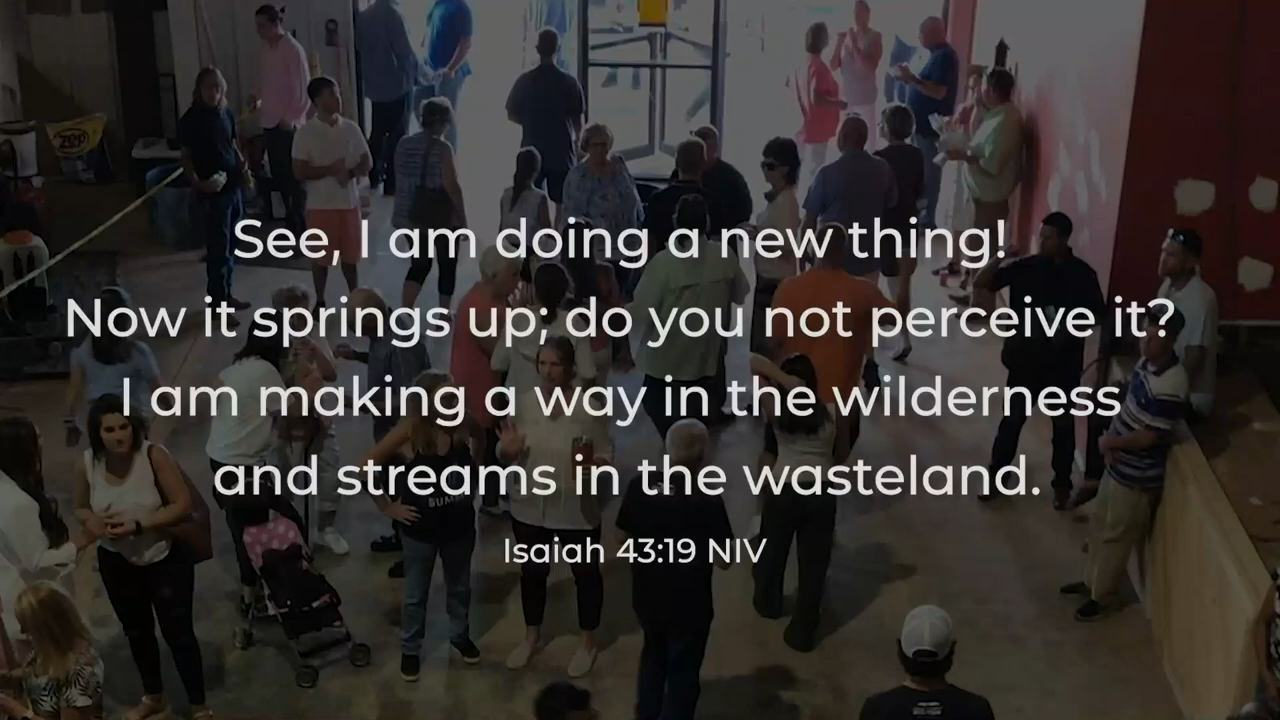 zep
See, I am doing a new thing!
Now it springs up; do you not perceive it?
I am making a way in the wilderness
and streams in the wasteland.
Isaiah 43:19 NIV